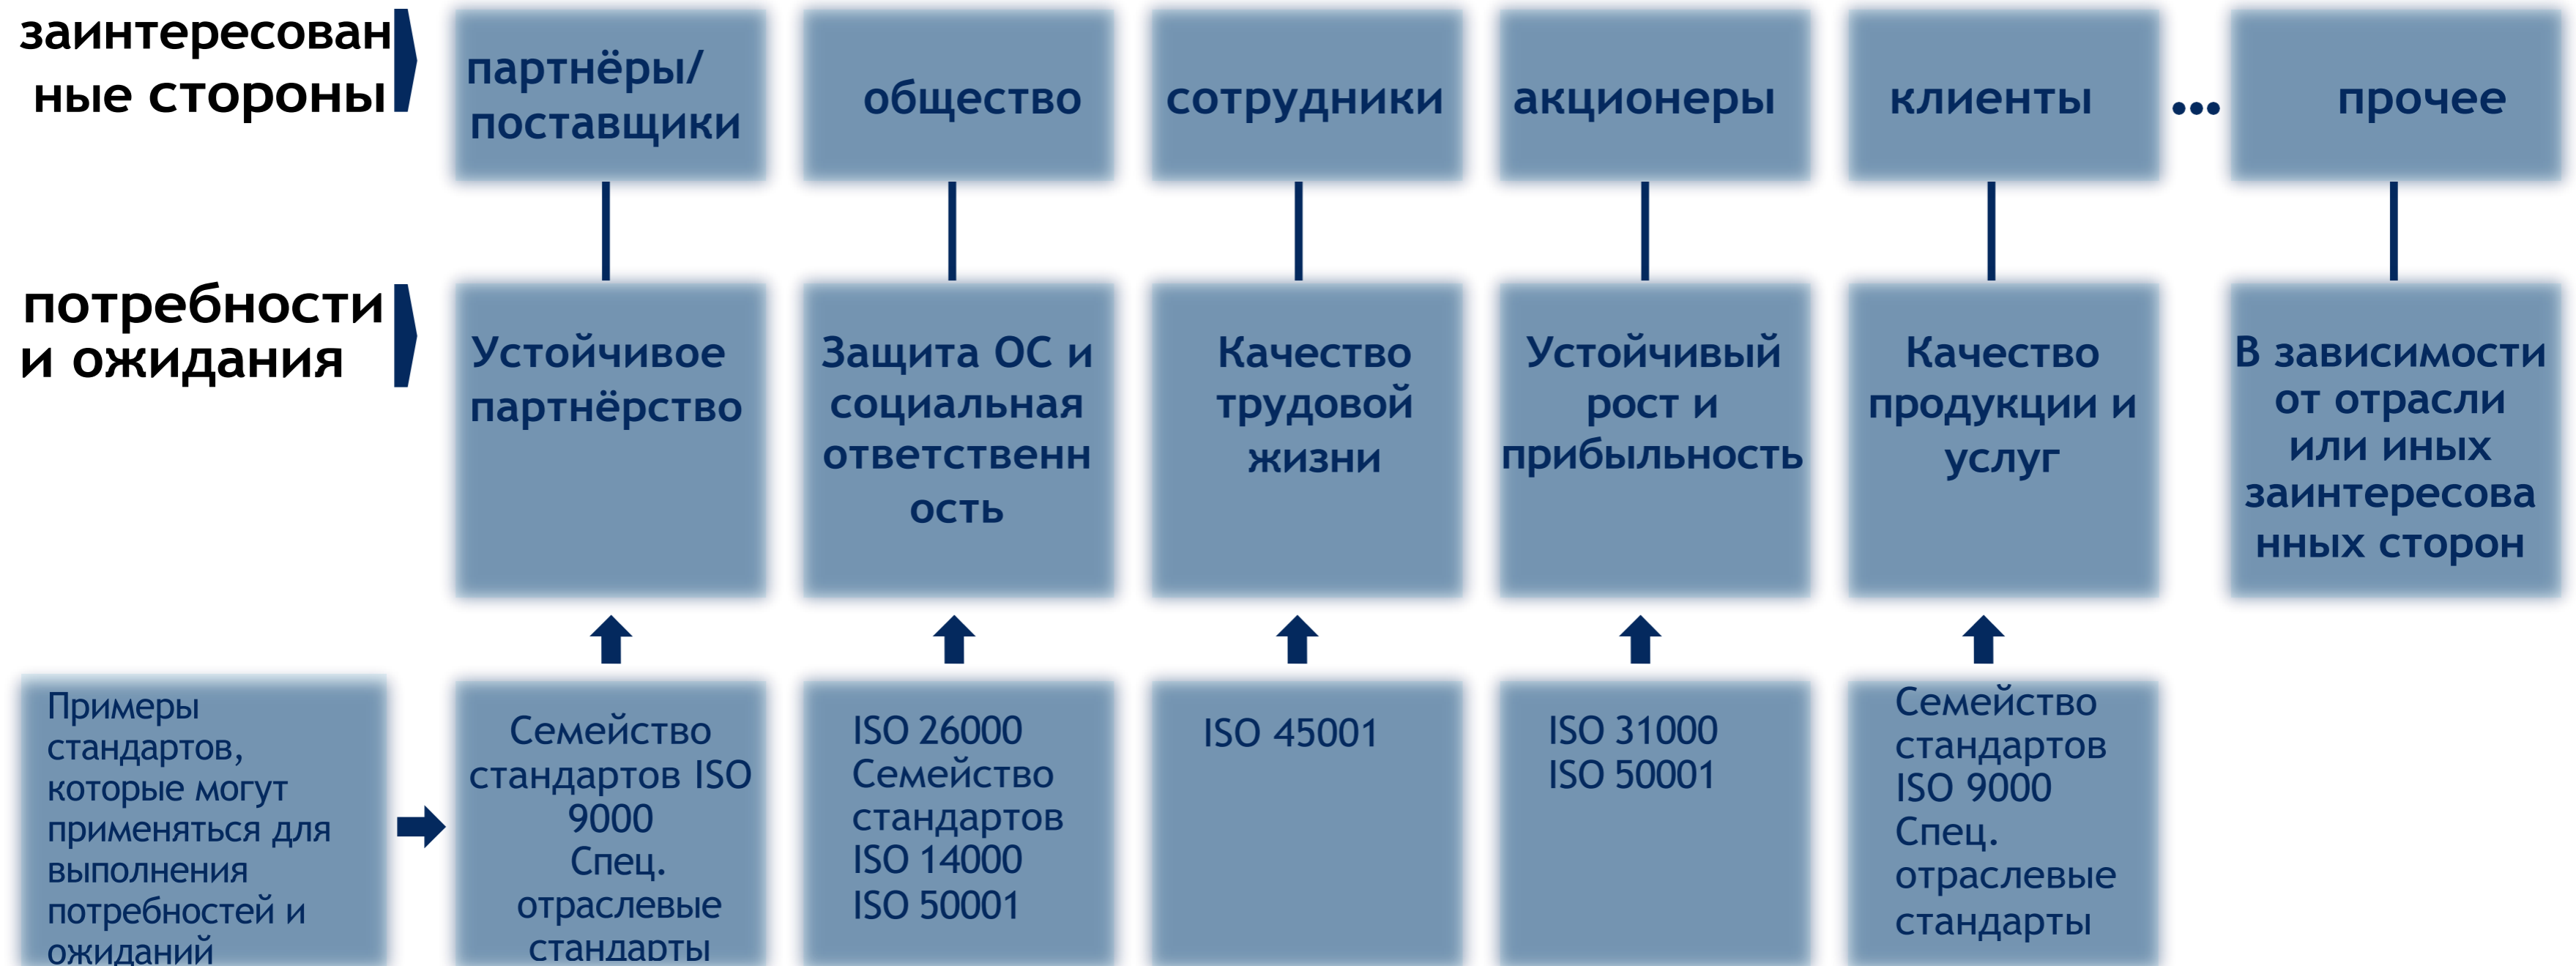 заинтересован
ные стороны
партнёры/
поставщики
общество
сотрудники
акционеры
клиенты
...
прочее
потребности
и ожидания
Устойчивое
партнёрство
Защита ОС и
социальная
ответственн
ость
Качество
трудовой
жизни
Устойчивый
рост и
прибыльность
Качество
продукции и
услуг
В зависимости
от отрасли
или иных
заинтересова
нных сторон
Примеры
стандартов,
которые могут
применяться для
выполнения
потребностей и
ожиданий
Семейство
стандартов ISO
9000
Спец.
отраслевые
стандарты
ISO 26000
Семейство
стандартов
ISO 14000
ISO 50001
ISO 45001
ISO 31000
ISO 50001
Семейство
стандартов
ISO 9000
Спец.
отраслевые
стандарты